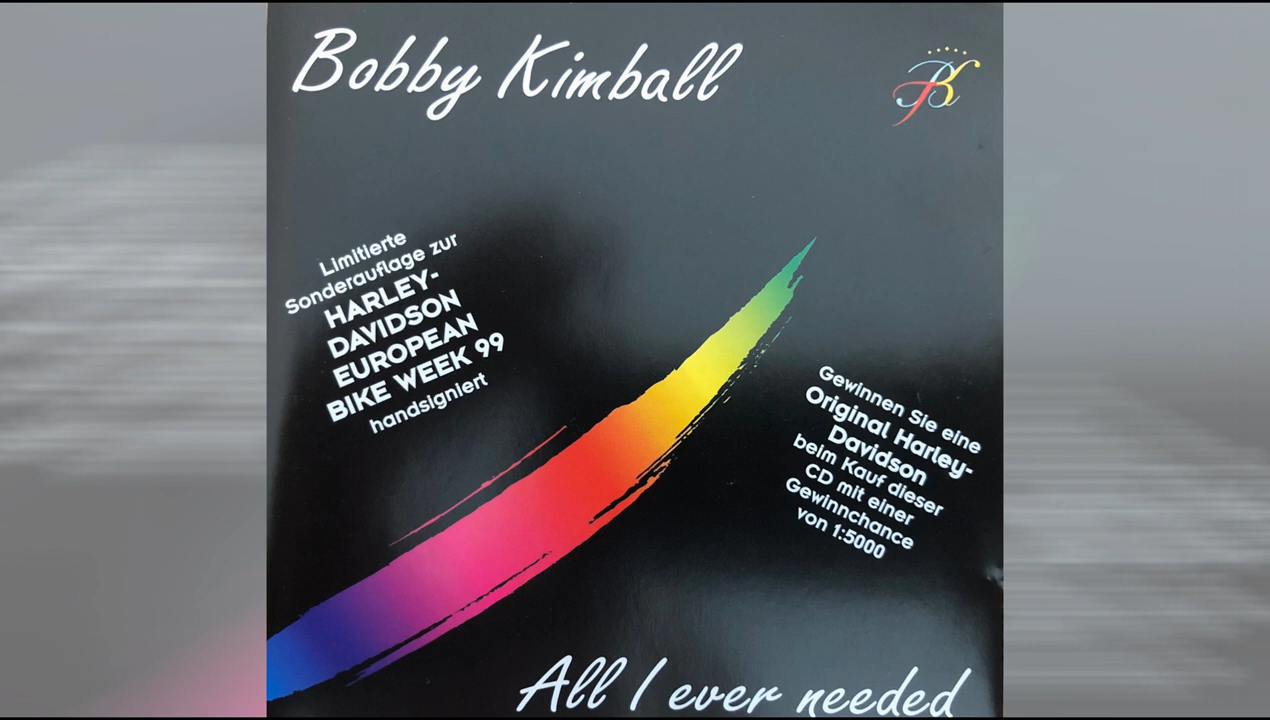 Bobby Kimball
BK
Limitierte
Sonderauflage zur
HARLEY-
DAVIDSON
EUROPEAN
BIKE WEEK 99
handsigniert
Gewinnen Sie eine
Original Harley-
Davidson
beim Kauf dieser
CD mit einer
Gewinnchance
von 1:5000
All I ever needed